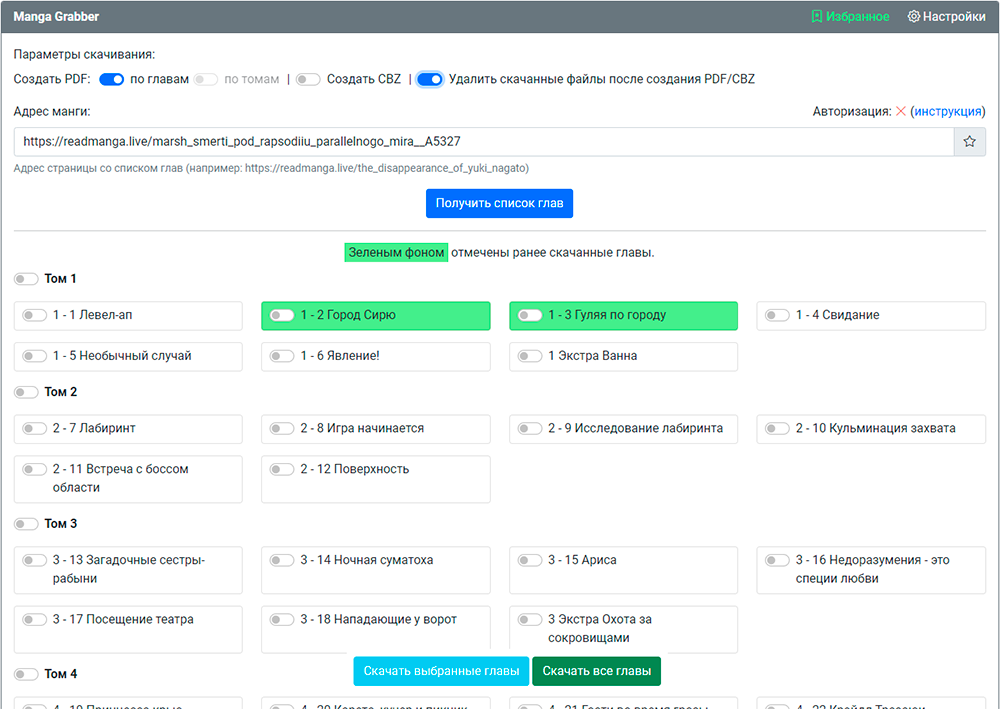 Manga Grabber Избранное Настройки
Параметры скачивания:
Создать PDF: по главам по томам | Создать CBZ | Удалить скачанные файлы после создания PDF/CBZ
Адрес манги: Авторизация: (инструкция)
https://readmanga.live/marsh_smerti_pod_rapsodiiu_parallelnogo_mira__A5327
Адрес страницы со списком глав (например: https://readmanga.live/the_disappearance_of_yuki_nagato)
Получить список глав
Зеленым фоном отмечены ранее скачанные главы.
Том 1
1 - 1 Левел-ап
1 - 2 Город Сирю
1 - 3 Гуляя по городу
1 - 4 Свидание
1 - 5 Необычный случай
1 - 6 Явление!
1 Экстра Ванна
Том 2
2 - 7 Лабиринт
2 - 8 Игра начинается
2 - 9 Исследование лабиринта
2 - 10 Кульминация захвата
2 - 11 Встреча с боссом
области
2 - 12 Поверхность
Том 3
3 - 13 Загадочные сестры-
рабыни
3 - 14 Ночная суматоха
3 - 15 Ариса
3 - 16 Недоразумения - это
специи любви
3 - 17 Посещение театра
3 - 18 Нападающие у ворот
3 Экстра Охота за
сокровищами
Скачать выбранные главы Скачать все главы
Том 4